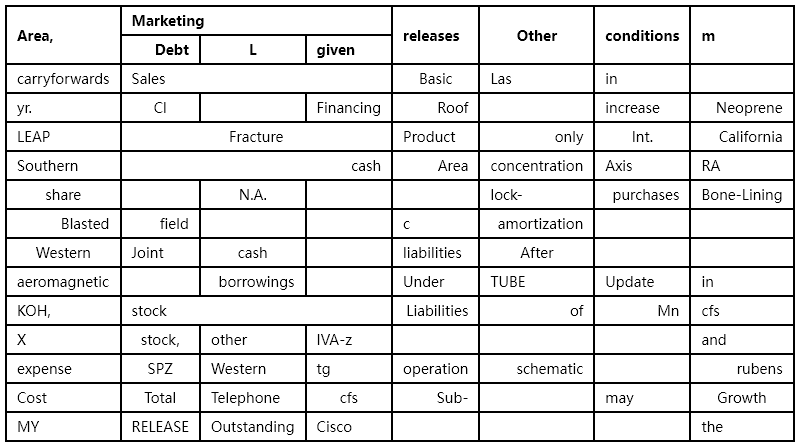 Area, Marketing releases Other conditions m
Debt L given
carryforwards Sales Basic Las in
yr. CI Financing Roof increase Neoprene
LEAP Fracture Product only Int. California
Southern cash Area concentration Axis RA
share N.A. lock- purchases Bone-Lining
Blasted field c amortization
Western Joint cash liabilities After
aeromagnetic borrowings Under TUBE Update in
KOH, stock Liabilities of Mn cfs
X stock, other IVA-z and
expense SPZ Western tg operation schematic rubens
Cost Total Telephone cfs Sub- may Growth
MY RELEASE Outstanding Cisco the